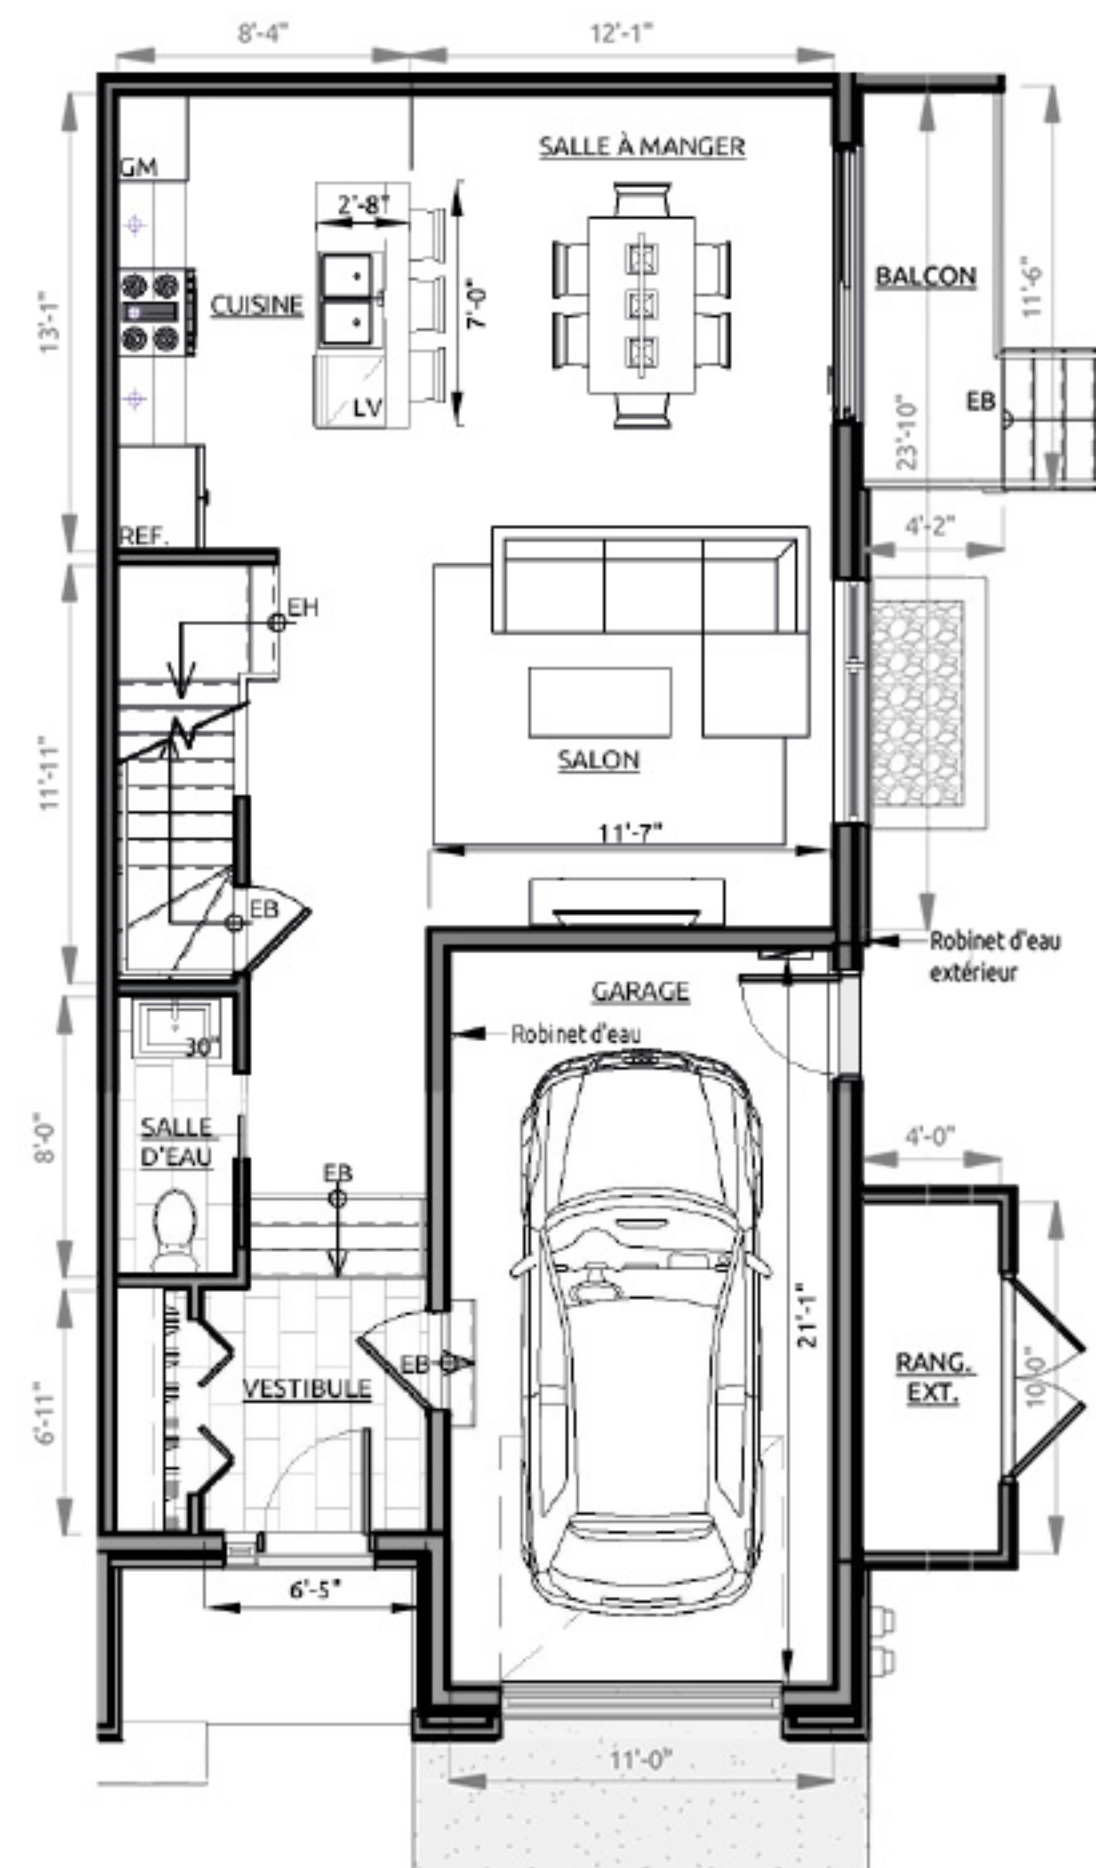 8'-4"
12'-1"
SALLE À MANGER
GM
2'-8"
BALCON
11'-6"
CUISINE
7'-0"
13'-1"
LV
EB
23'-10"
REF.
4'-2"
EH
SALON
11'-11"
11'-7"
EB
Robinet d'eau
extérieur
GARAGE
Robinet d'eau
30"
SALLE
D'EAU
8'-0"
4'-0"
EB
21'-1"
EB
RANG.
EXT.
10'-0"
VESTIBULE
6'-11"
6'-5"
11'-0"